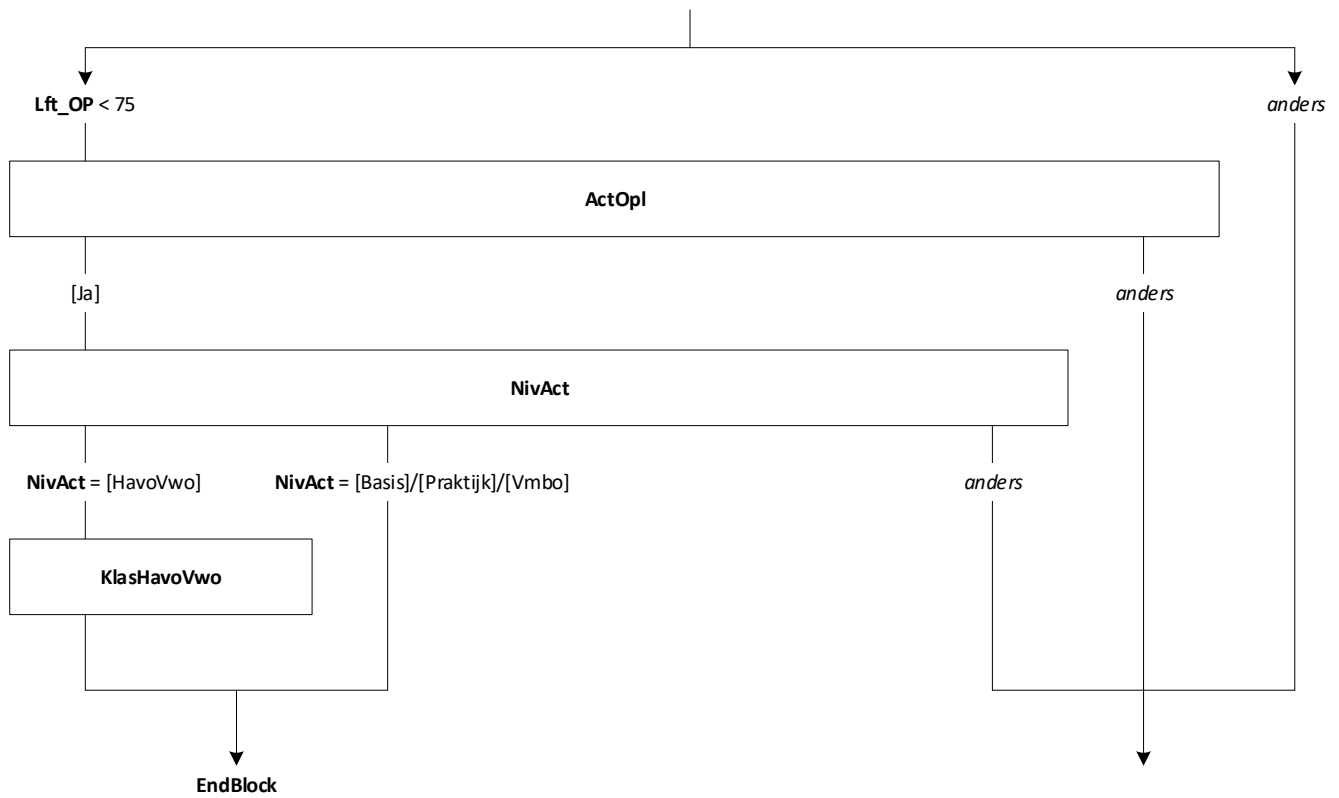 Lft_OP < 75
anders
ActOpl
[Ja]
anders
NivAct
NivAct = [HavoVwo]
NivAct = [Basis]/[Praktijk]/[Vmbo]
anders
KlasHavoVwo
EndBlock